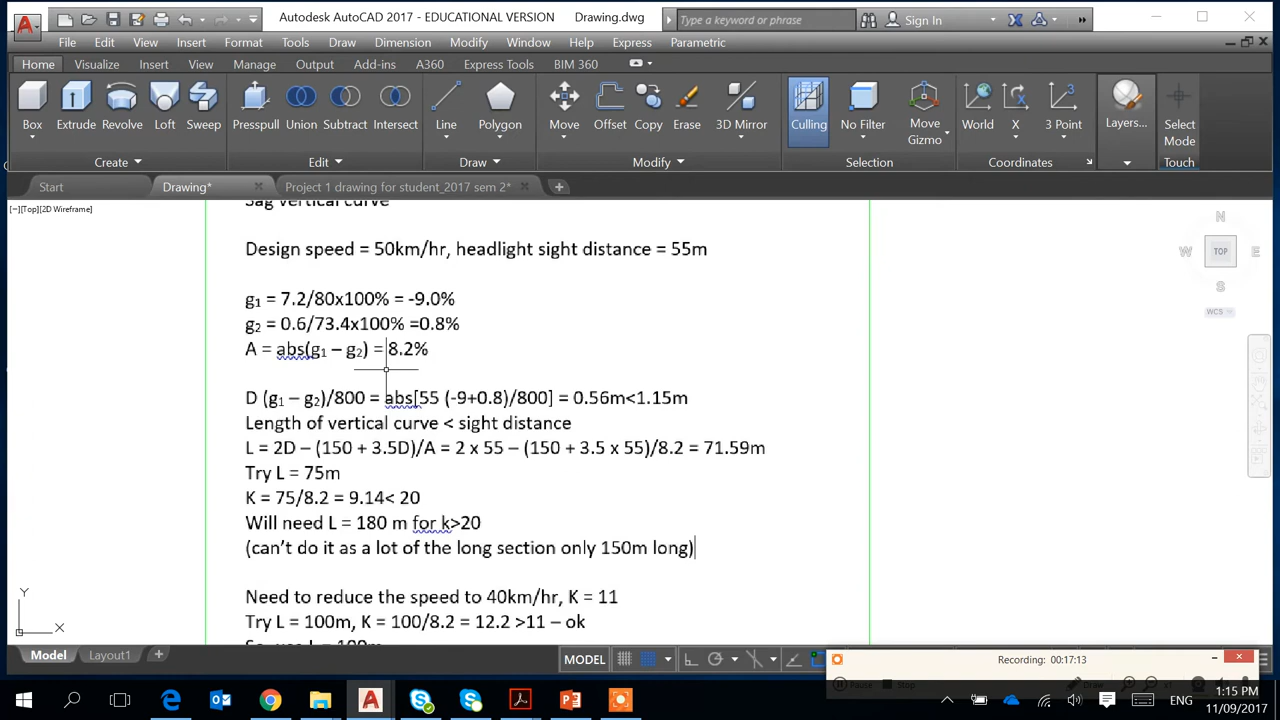 Autodesk AutoCAD 2017 - EDUCATIONAL VERSION Drawing.dwg
Type a keyword or phrase
Sign In
File Edit View Insert Format Tools Draw Dimension Modify Window Help Express Parametric
Home Visualize Insert View Manage Output Add-ins A360 Express Tools BIM 360
Box Extrude Revolve Loft Sweep Presspull Union Subtract Intersect Line Polygon Move Offset Copy Erase 3D Mirror Culling No Filter Move Gizmo World X 3 Point Layers... Select Mode
Create Edit Draw Modify Selection Coordinates Touch
Start Drawing* Project 1 drawing for student_2017 sem 2*
[−][Top][2D Wireframe]
Sag vertical curve
Design speed = 50km/hr, headlight sight distance = 55m
g₁ = 7.2/80x100% = -9.0%
g₂ = 0.6/73.4x100% =0.8%
A = abs(g₁ – g₂) = 8.2%
D (g₁ – g₂)/800 = abs[55 (-9+0.8)/800] = 0.56m<1.15m
Length of vertical curve < sight distance
L = 2D – (150 + 3.5D)/A = 2 x 55 – (150 + 3.5 x 55)/8.2 = 71.59m
Try L = 75m
K = 75/8.2 = 9.14< 20
Will need L = 180 m for k>20
(can't do it as a lot of the long section only 150m long)
Need to reduce the speed to 40km/hr, K = 11
Try L = 100m, K = 100/8.2 = 12.2 >11 – ok
N
W TOP E
S
WCS
Y
X
Model Layout1
MODEL
Recording: 00:17:13
Pause Stop Draw
ENG
1:15 PM
11/09/2017